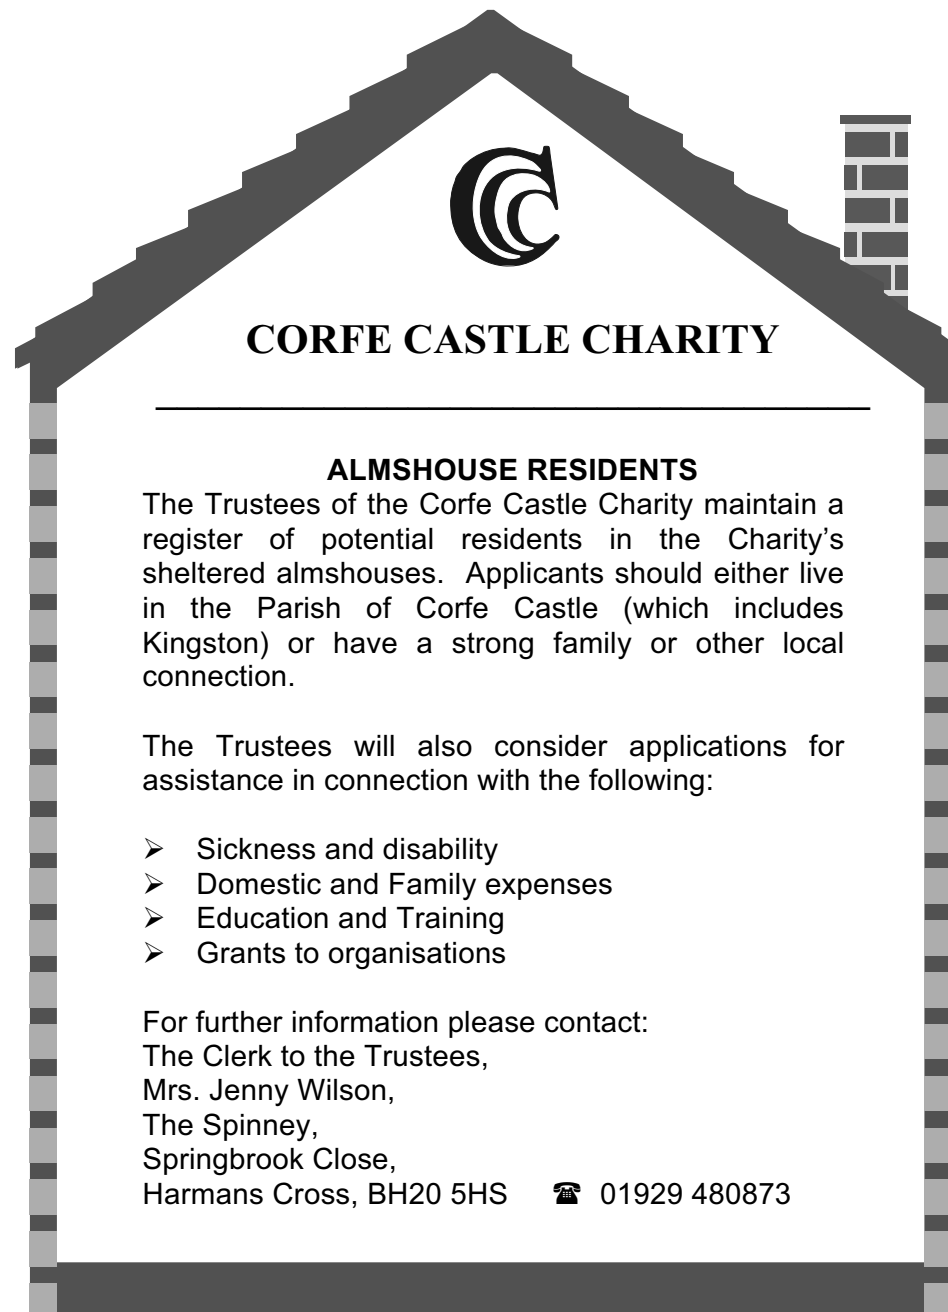 CCC
CORFE CASTLE CHARITY
ALMSHOUSE RESIDENTS
The Trustees of the Corfe Castle Charity maintain a
register of potential residents in the Charity’s
sheltered almshouses.  Applicants should either live
in the Parish of Corfe Castle (which includes
Kingston) or have a strong family or other local
connection.
The Trustees will also consider applications for
assistance in connection with the following:
➢ Sickness and disability
➢ Domestic and Family expenses
➢ Education and Training
➢ Grants to organisations
For further information please contact:
The Clerk to the Trustees,
Mrs. Jenny Wilson,
The Spinney,
Springbrook Close,
Harmans Cross, BH20 5HS ☎ 01929 480873